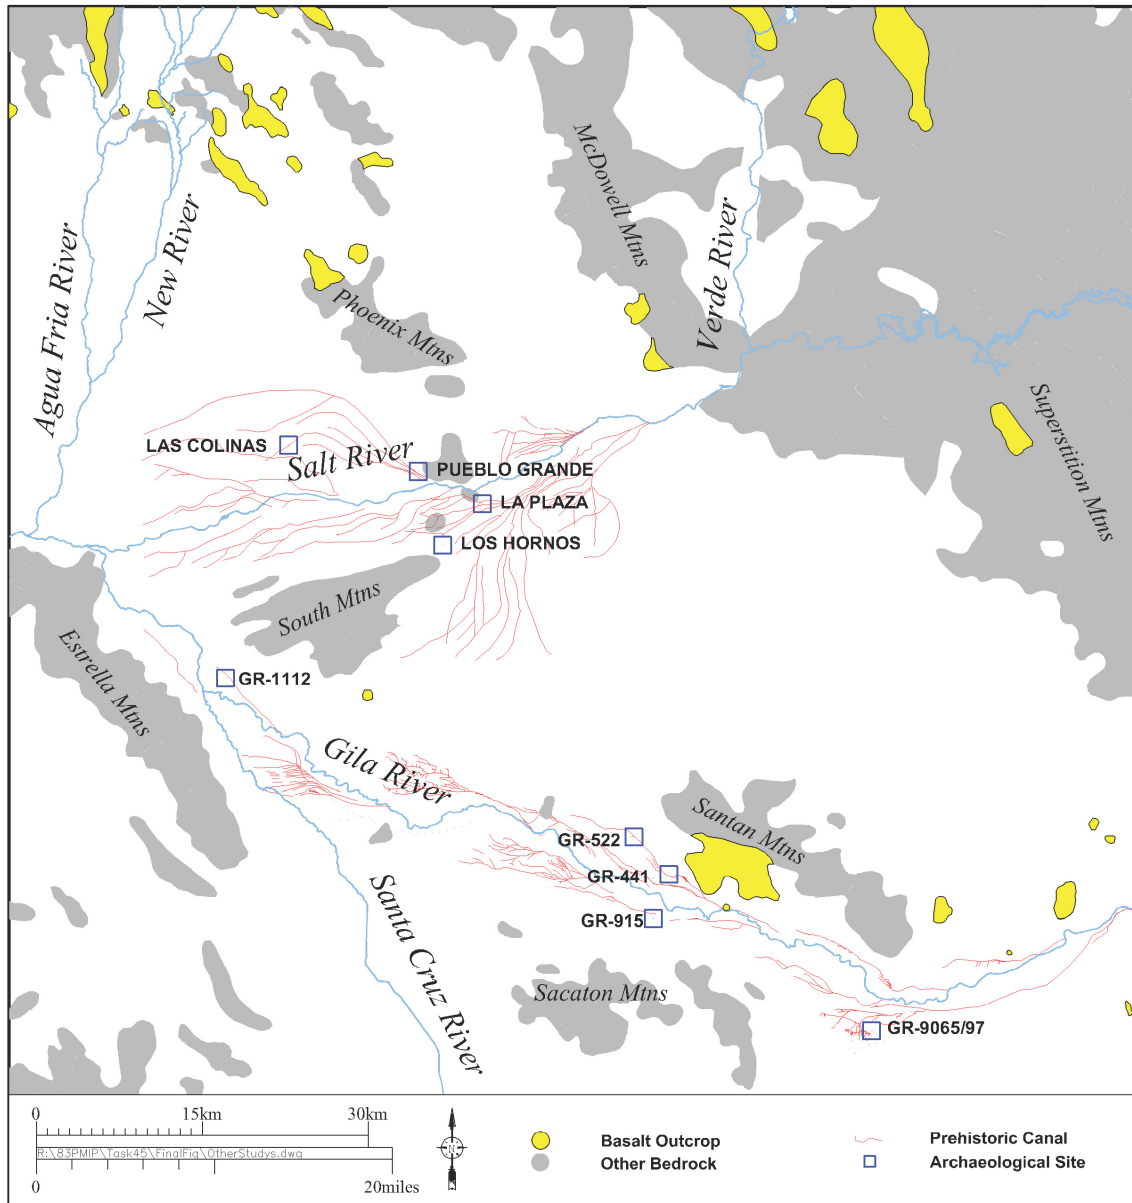 McDowell Mtns
Verde River
New River
Agua Fria River
Phoenix Mtns
Superstition Mtns
LAS COLINAS
Salt River
PUEBLO GRANDE
LA PLAZA
LOS HORNOS
South Mtns
Estrella Mtns
GR-1112
Gila River
Santan Mtns
GR-522
GR-441
GR-915
Santa Cruz River
Sacaton Mtns
GR-9065/97
0 15km 30km
R:\83PMIP\Task45\FinalFig\OtherStudys.dwg
0 20miles
N
Basalt Outcrop
Other Bedrock
Prehistoric Canal
Archaeological Site